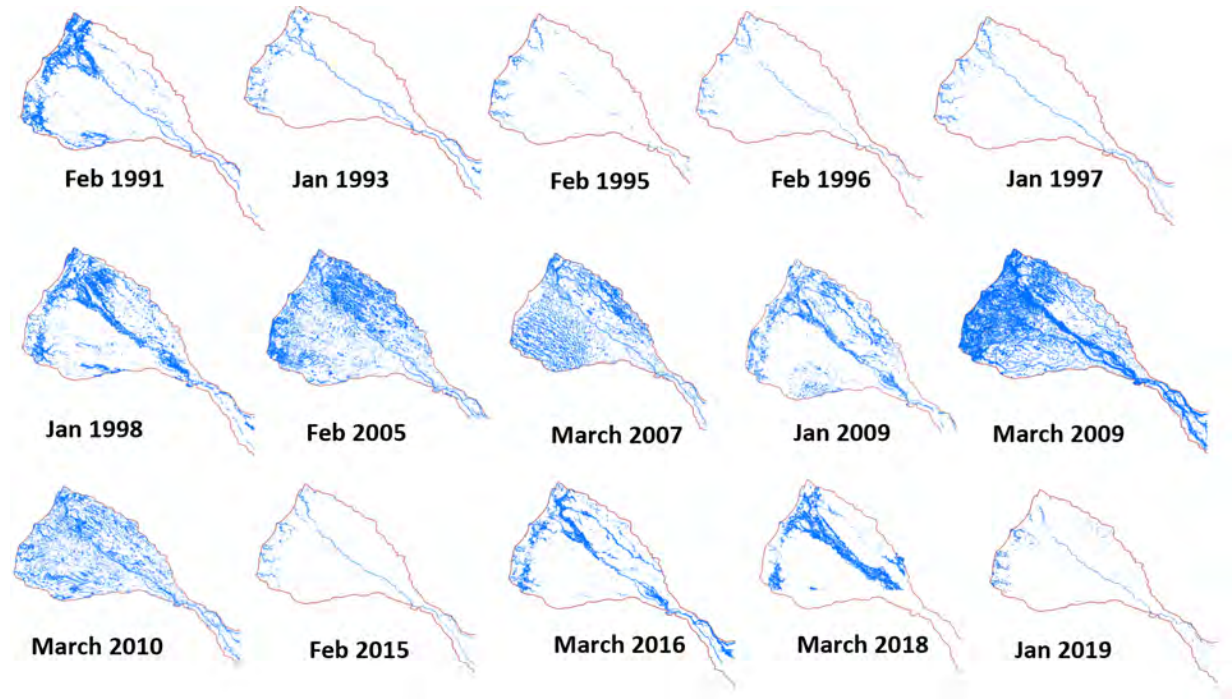 Feb 1991
Jan 1993
Feb 1995
Feb 1996
Jan 1997
Jan 1998
Feb 2005
March 2007
Jan 2009
March 2009
March 2010
Feb 2015
March 2016
March 2018
Jan 2019